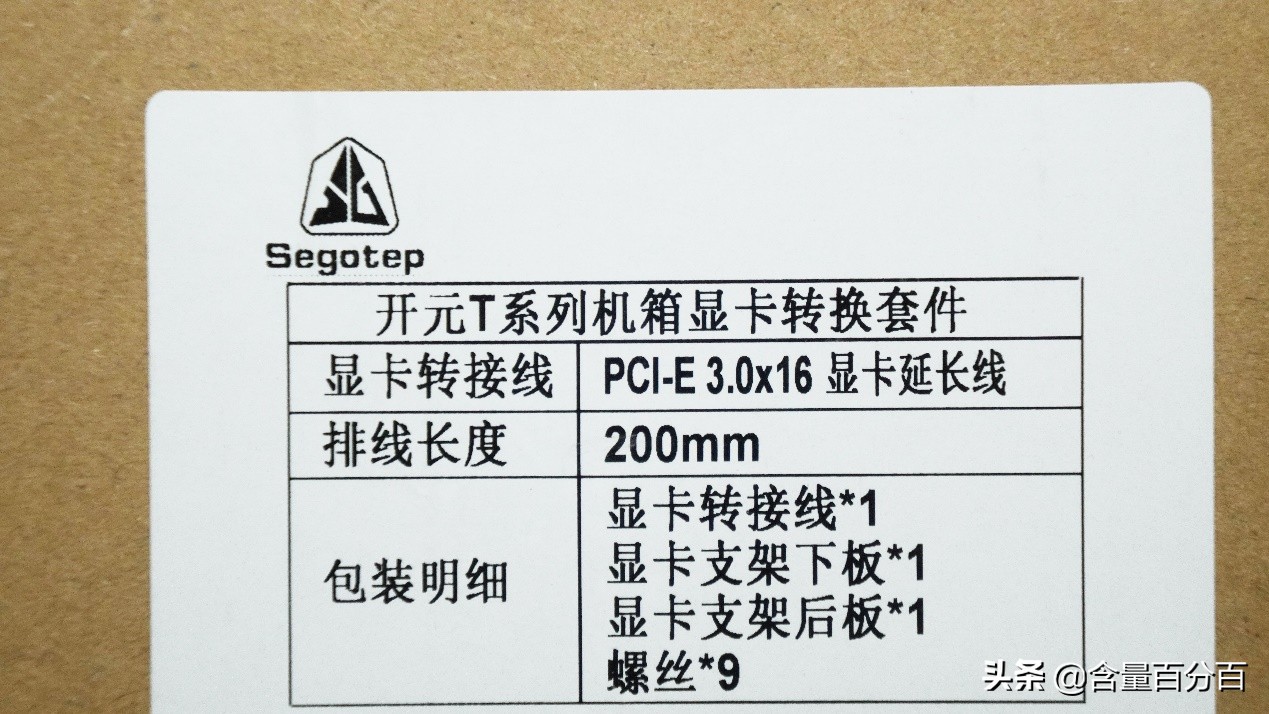 Segotep
开元T系列机箱显卡转换套件
显卡转接线 PCI-E 3.0x16 显卡延长线
排线长度 200mm
包装明细
显卡转接线*1
显卡支架下板*1
显卡支架后板*1
螺丝*9
头条 @含量百分百